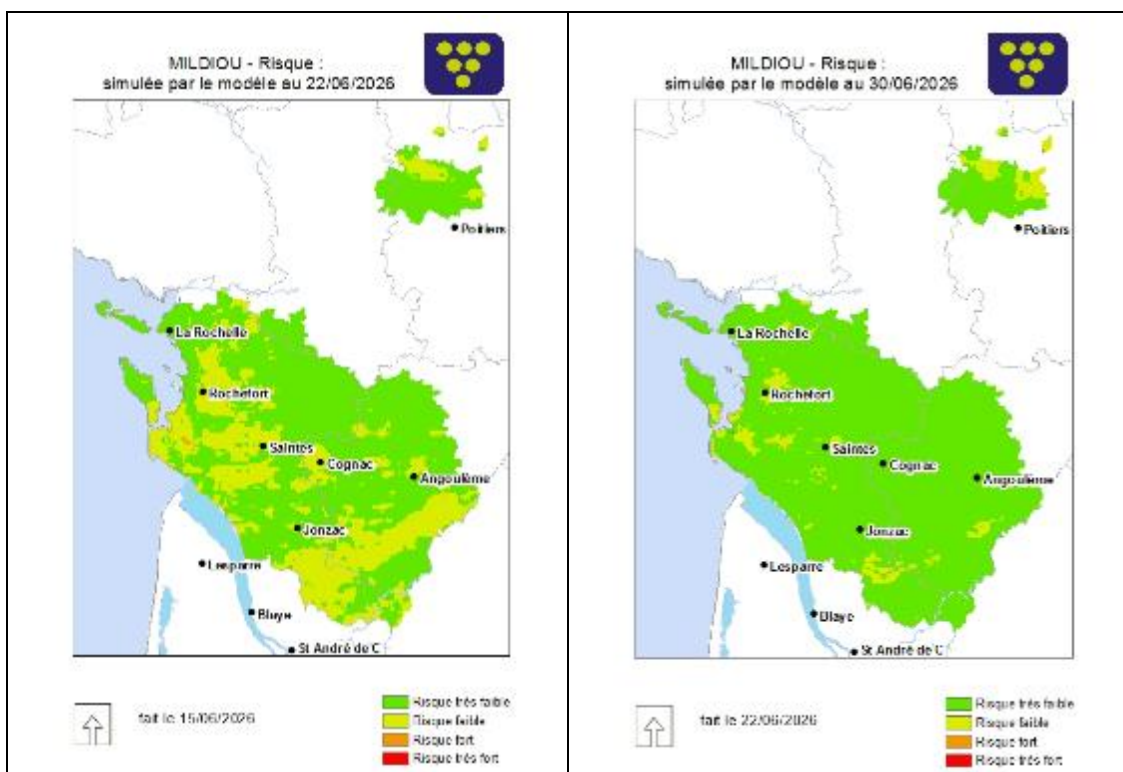 MILDIOU - Risque :
simulée par le modèle au 22/06/2026
Poitiers
La Rochelle
Rochefort
Saintes
Cognac
Angoulême
Jonzac
Lesparre
Blaye
St André de C
fait le 15/06/2026
Risque très faible
Risque faible
Risque fort
Risque très fort
MILDIOU - Risque :
simulée par le modèle au 30/06/2026
Poitiers
La Rochelle
Rochefort
Saintes
Cognac
Angoulême
Jonzac
Lesparre
Blaye
St André de C
fait le 22/06/2026
Risque très faible
Risque faible
Risque fort
Risque très fort